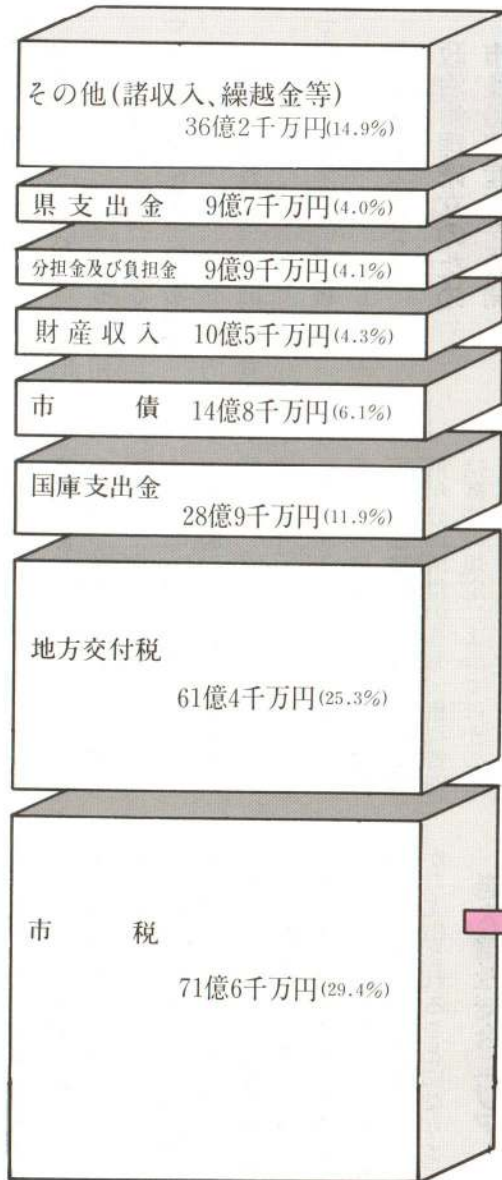 その他(諸収入、繰越金等)
36億2千万円(14.9%)
県支出金 9億7千万円(4.0%)
分担金及び負担金 9億9千万円(4.1%)
財産収入 10億5千万円(4.3%)
市債 14億8千万円(6.1%)
国庫支出金
28億9千万円(11.9%)
地方交付税
61億4千万円(25.3%)
市税
71億6千万円(29.4%)